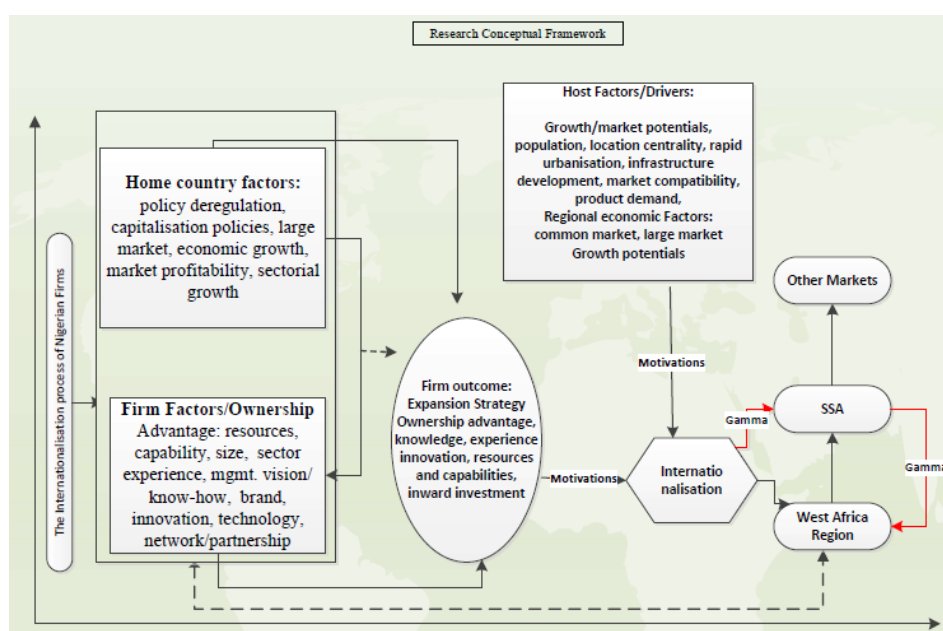 Research Conceptual Framework
The Internationalisation process of Nigerian Firms
Home country factors:
policy deregulation,
capitalisation policies, large
market, economic growth,
market profitability, sectorial
growth
Firm Factors/Ownership
Advantage: resources,
capability, size, sector
experience, mgmt. vision/
know-how, brand,
innovation, technology,
network/partnership
Firm outcome:
Expansion Strategy
Ownership advantage,
knowledge, experience
innovation, resources
and capabilities,
inward investment
Host Factors/Drivers:
Growth/market potentials,
population, location centrality, rapid
urbanisation, infrastructure
development, market compatibility,
product demand,
Regional economic Factors:
common market, large market
Growth potentials
Motivations
Motivations
Internatio
nalisation
Gamma
Other Markets
SSA
Gamma
West Africa
Region